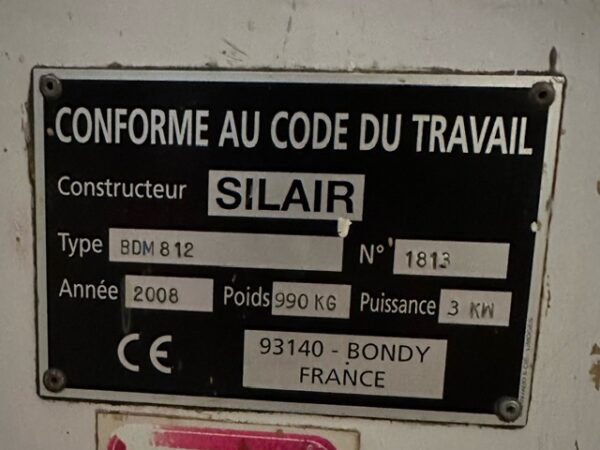 CONFORME AU CODE DU TRAVAIL
Constructeur SILAIR
Type BDM 812 N° 1813
Année 2008 Poids 990 KG Puissance 3 KW
CE 93140 - BONDY
FRANCE